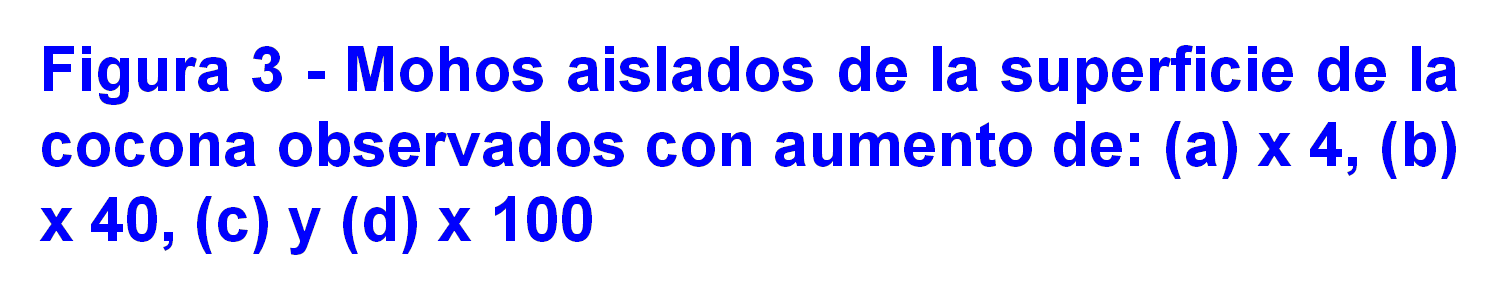 Figura 3 - Mohos aislados de la superficie de la
cocona observados con aumento de: (a) x 4, (b)
x 40, (c) y (d) x 100